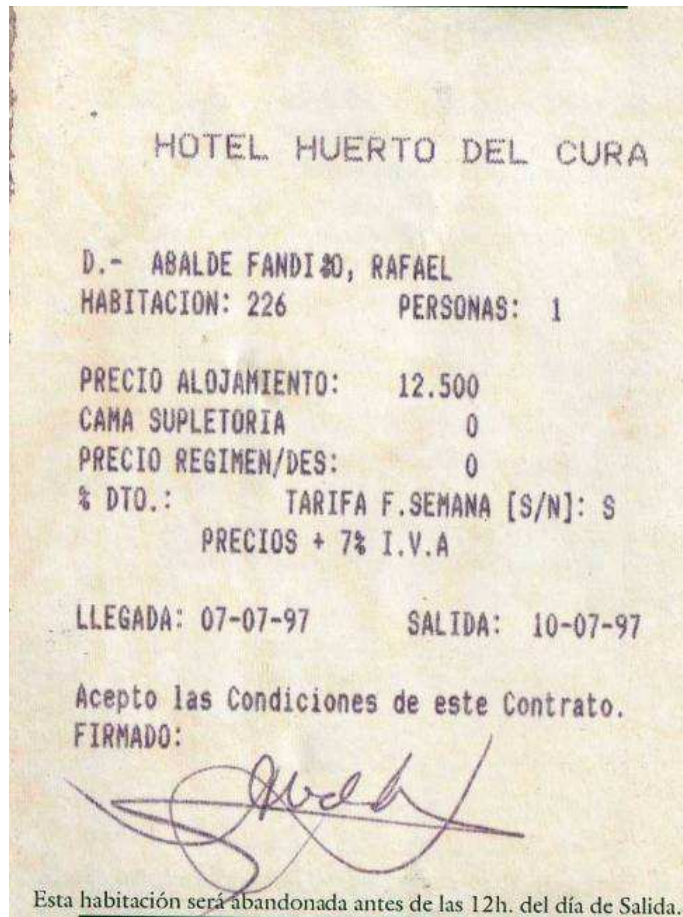 HOTEL HUERTO DEL CURA
D.- ABALDE FANDIÑO, RAFAEL
HABITACION: 226 PERSONAS: 1
PRECIO ALOJAMIENTO: 12.500
CAMA SUPLETORIA 0
PRECIO REGIMEN/DES: 0
% DTO.: TARIFA F.SEMANA [S/N]: S
PRECIOS + 7% I.V.A
LLEGADA: 07-07-97 SALIDA: 10-07-97
Acepto las Condiciones de este Contrato.
FIRMADO:
Esta habitación será abandonada antes de las 12h. del día de Salida.